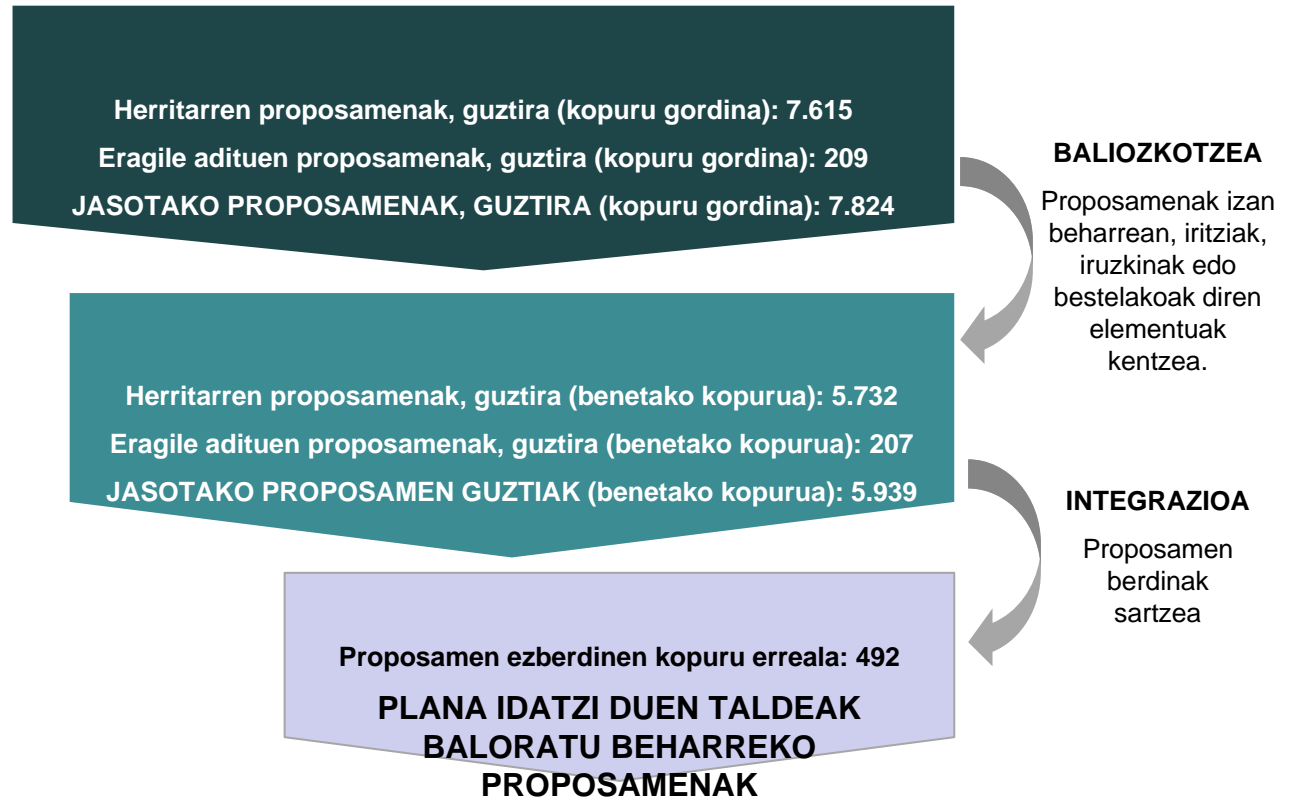 Herritarren proposamenak, guztira (kopuru gordina): 7.615
Eragile adituen proposamenak, guztira (kopuru gordina): 209
JASOTAKO PROPOSAMENAK, GUZTIRA (kopuru gordina): 7.824
BALIOZKOTZEA
Proposamenak izan
beharrean, iritziak,
iruzkinak edo
bestelakoak diren
elementuak
kentzea.
Herritarren proposamenak, guztira (benetako kopurua): 5.732
Eragile adituen proposamenak, guztira (benetako kopurua): 207
JASOTAKO PROPOSAMEN GUZTIAK (benetako kopurua): 5.939
INTEGRAZIOA
Proposamen
berdinak
sartzea
Proposamen ezberdinen kopuru erreala: 492
PLANA IDATZI DUEN TALDEAK
BALORATU BEHARREKO
PROPOSAMENAK